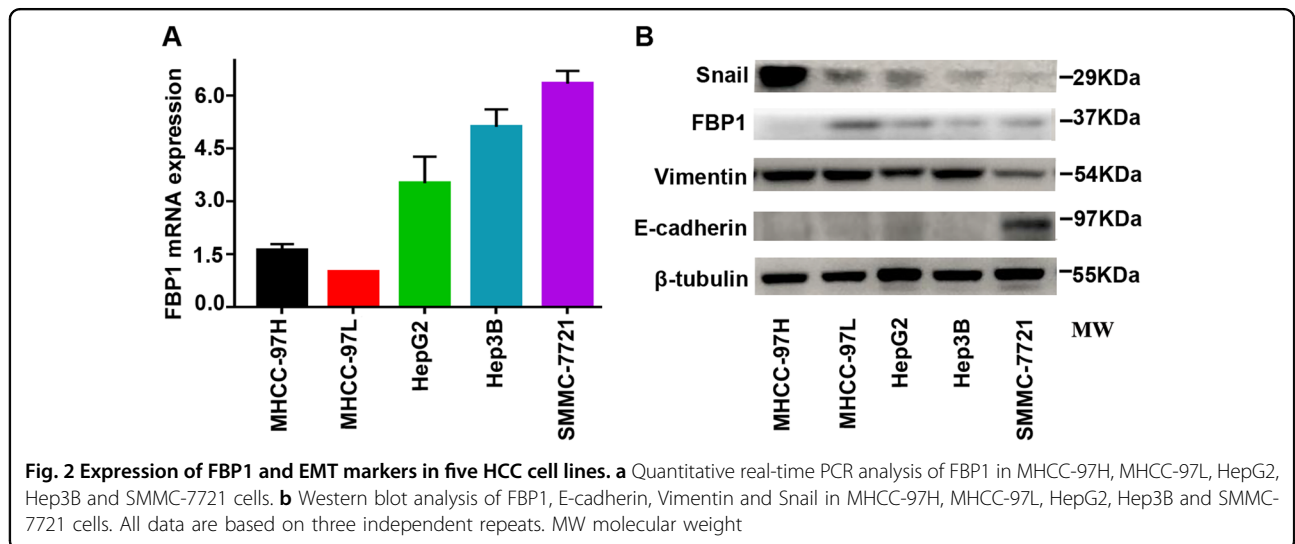 A
FBP1 mRNA expression
6.0
4.5
3.0
1.5
0.0
MHCC-97H
MHCC-97L
HepG2
Hep3B
SMMC-7721
B
Snail
FBP1
Vimentin
E-cadherin
β-tubulin
–29KDa
–37KDa
–54KDa
–97KDa
–55KDa
MHCC-97H
MHCC-97L
HepG2
Hep3B
SMMC-7721
MW
Fig. 2 Expression of FBP1 and EMT markers in five HCC cell lines. a Quantitative real-time PCR analysis of FBP1 in MHCC-97H, MHCC-97L, HepG2,
Hep3B and SMMC-7721 cells. b Western blot analysis of FBP1, E-cadherin, Vimentin and Snail in MHCC-97H, MHCC-97L, HepG2, Hep3B and SMMC-
7721 cells. All data are based on three independent repeats. MW molecular weight